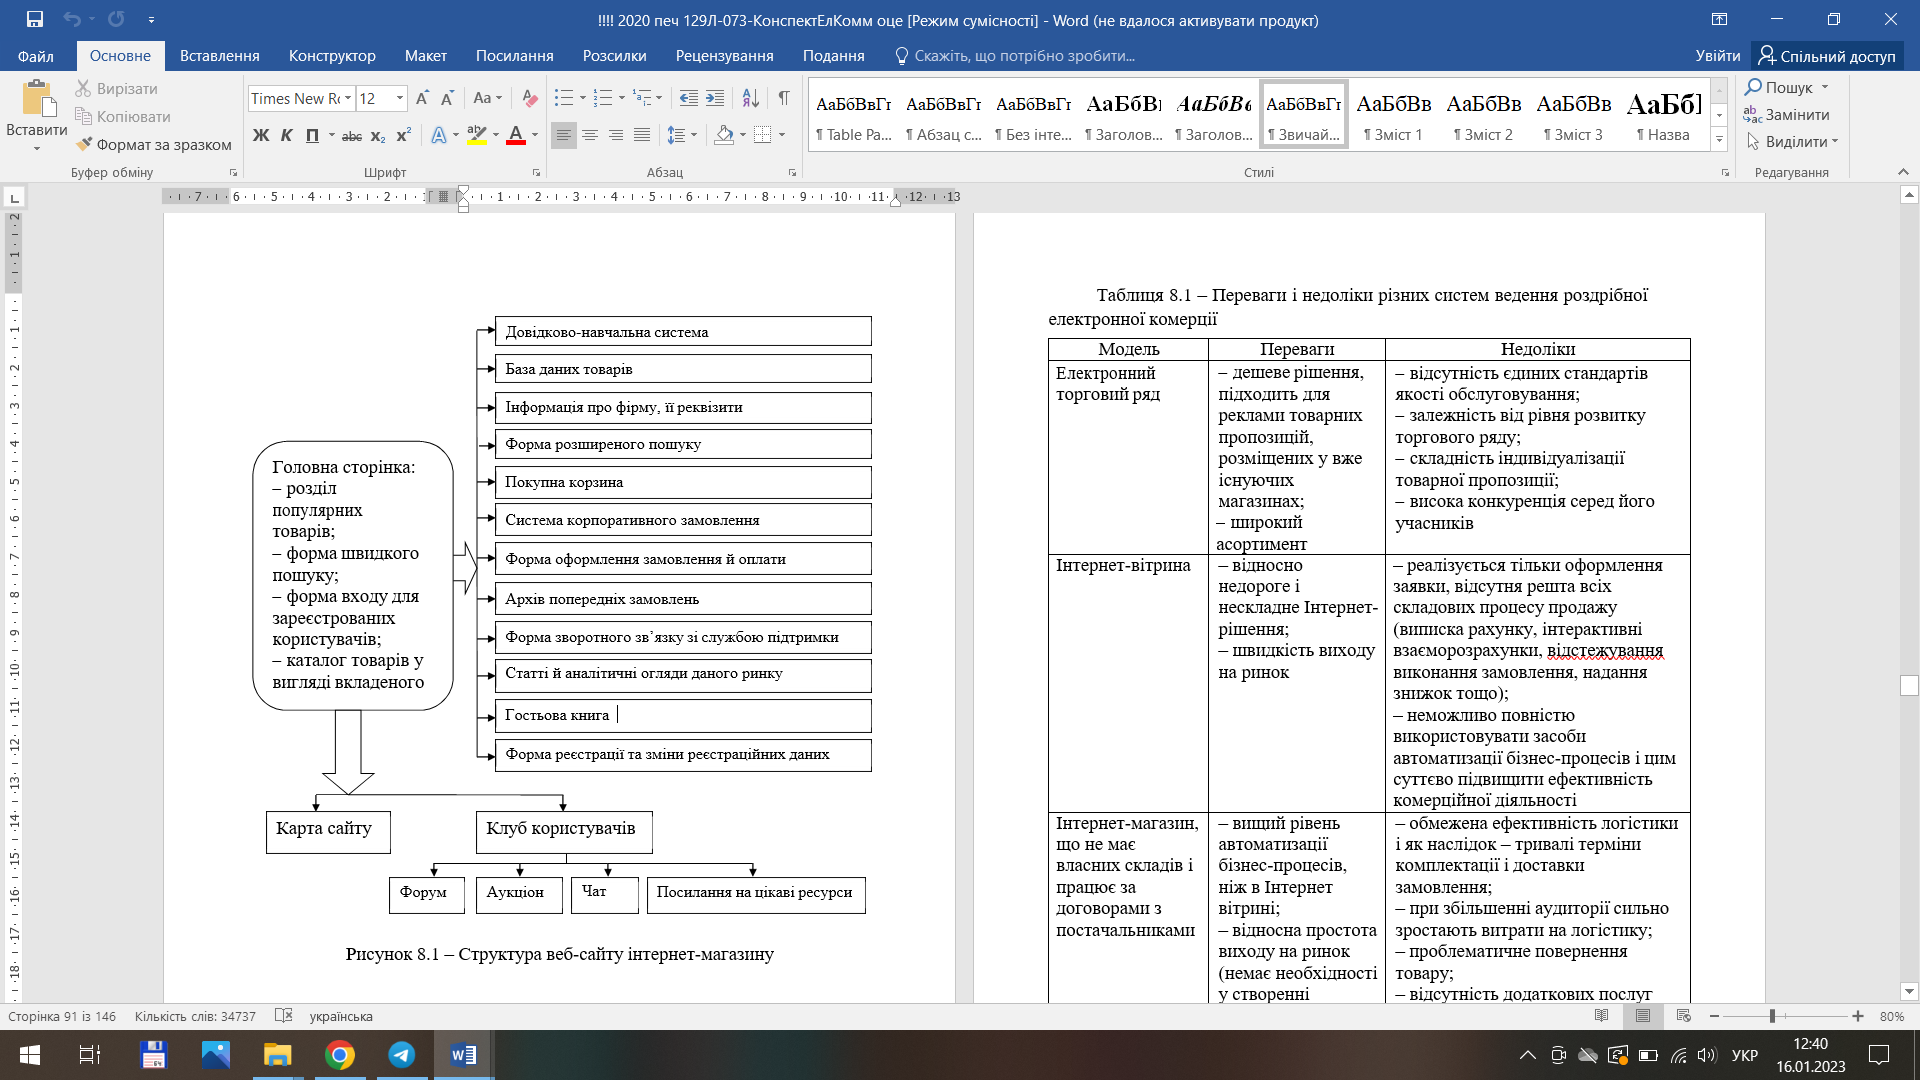 !!!! 2020 печ 129Л-073-КонспектЕлКомм оце [Режим сумісності] - Word (не вдалося активувати продукт)
Файл Основне Вставлення Конструктор Макет Посилання Розсилки Рецензування Подання Скажіть, що потрібно зробити... Увійти Спільний доступ
Вставити
Вирізати
Копіювати
Формат за зразком
Буфер обміну
Times New Rc 12
Шрифт
Абзац
АаБбВвГг АаБбВвГг АаБбВвГг АаБбВ АаБбВе АаБбВвГг АаБбВв АаБбВв АаБбВв АаБб
¶ Table Pa... ¶ Абзац с... ¶ Без інте... ¶ Заголов... ¶ Заголов... ¶ Звичай... ¶ Зміст 1 ¶ Зміст 2 ¶ Зміст 3 ¶ Назва
Стилі
Пошук
Замінити
Виділити
Редагування
Головна сторінка:
– розділ
популярних
товарів;
– форма швидкого
пошуку;
– форма входу для
зареєстрованих
користувачів;
– каталог товарів у
вигляді вкладеного
Довідково-навчальна система
База даних товарів
Інформація про фірму, її реквізити
Форма розширеного пошуку
Покупна корзина
Система корпоративного замовлення
Форма оформлення замовлення й оплати
Архів попередніх замовлень
Форма зворотного зв’язку зі службою підтримки
Статті й аналітичні огляди даного ринку
Гостьова книга
Форма реєстрації та зміни реєстраційних даних
Карта сайту
Клуб користувачів
Форум
Аукціон
Чат
Посилання на цікаві ресурси
Рисунок 8.1 – Структура веб-сайту інтернет-магазину
Таблиця 8.1 – Переваги і недоліки різних систем ведення роздрібної
електронної комерції
Модель Переваги Недоліки
Електронний
торговий ряд
– дешеве рішення,
підходить для
реклами товарних
пропозицій,
розміщених у вже
існуючих
магазинах;
– широкий
асортимент
– відсутність єдиних стандартів
якості обслуговування;
– залежність від рівня розвитку
торгового ряду;
– складність індивідуалізації
товарної пропозиції;
– висока конкуренція серед його
учасників
Інтернет-вітрина
– відносно
недороге і
нескладне Інтернет-
рішення;
– швидкість виходу
на ринок
– реалізується тільки оформлення
заявки, відсутня решта всіх
складових процесу продажу
(виписка рахунку, інтерактивні
взаєморозрахунки, відстежування
виконання замовлення, надання
знижок тощо);
– неможливо повністю
використовувати засоби
автоматизації бізнес-процесів і цим
суттєво підвищити ефективність
комерційної діяльності
Інтернет-магазин,
що не має
власних складів і
працює за
договорами з
постачальниками
– вищий рівень
автоматизації
бізнес-процесів,
ніж в Інтернет
вітрині;
– відносна простота
виходу на ринок
(немає необхідності
у створенні
– обмежена ефективність логістики
і як наслідок – тривалі терміни
комплектації і доставки
замовлення;
– при збільшенні аудиторії сильно
зростають витрати на логістику;
– проблематичне повернення
товару;
– відсутність додаткових послуг
Сторінка 91 із 146 Кількість слів: 34737 українська 80%
УКР
12:40
16.01.2023